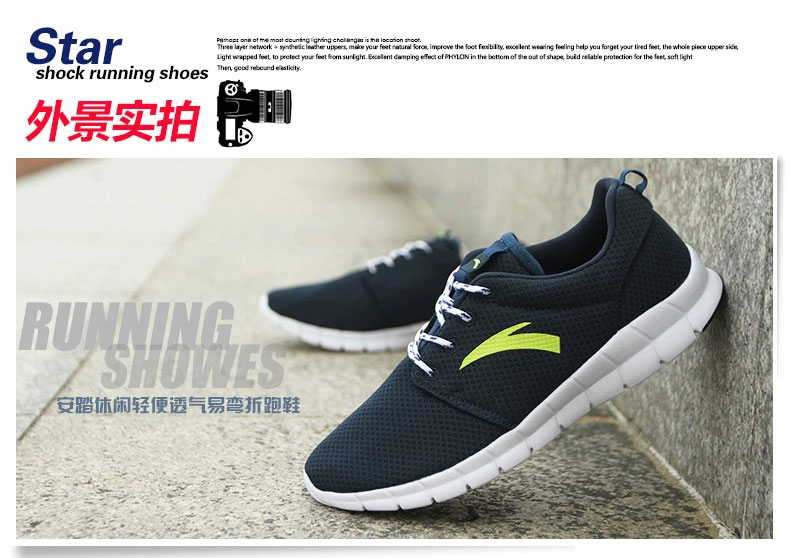 Star
shock running shoes
外景实拍
Perhaps one of the most daunting lighting challenges is the location shoot.
Three layer network + synthetic leather uppers, make your feet natural force, improve the foot flexibility, excellent wearing feeling help you forget your tired feet, the whole piece upper side,
Light wrapped feet, to protect your feet from sunlight. Excellent damping effect of PHYLON in the bottom of the out of shape, build reliable protection for the feet, soft light
Then, good rebound elasticity.
RUNNING
SHOWES
安踏休闲轻便透气易弯折跑鞋